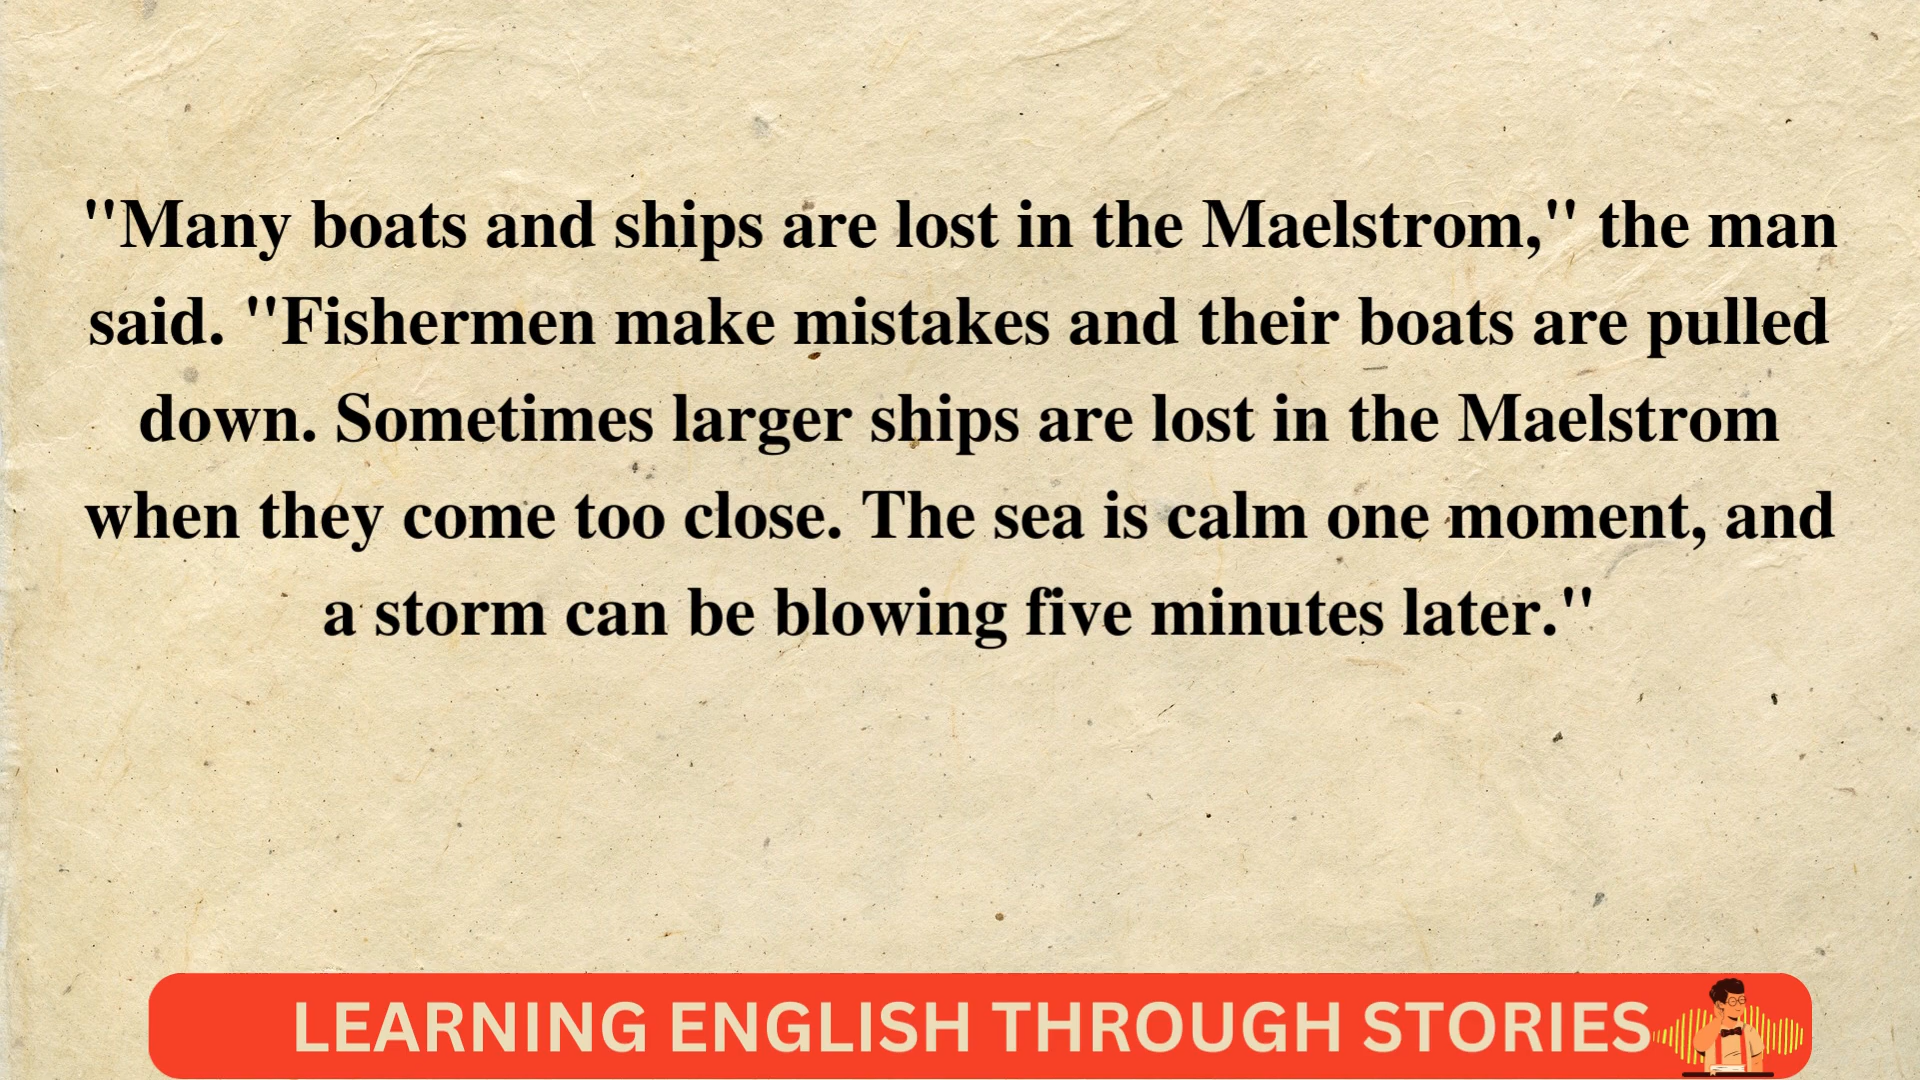 "Many boats and ships are lost in the Maelstrom," the man
said. "Fishermen make mistakes and their boats are pulled
down. Sometimes larger ships are lost in the Maelstrom
when they come too close. The sea is calm one moment, and
a storm can be blowing five minutes later."
LEARNING ENGLISH THROUGH STORIES